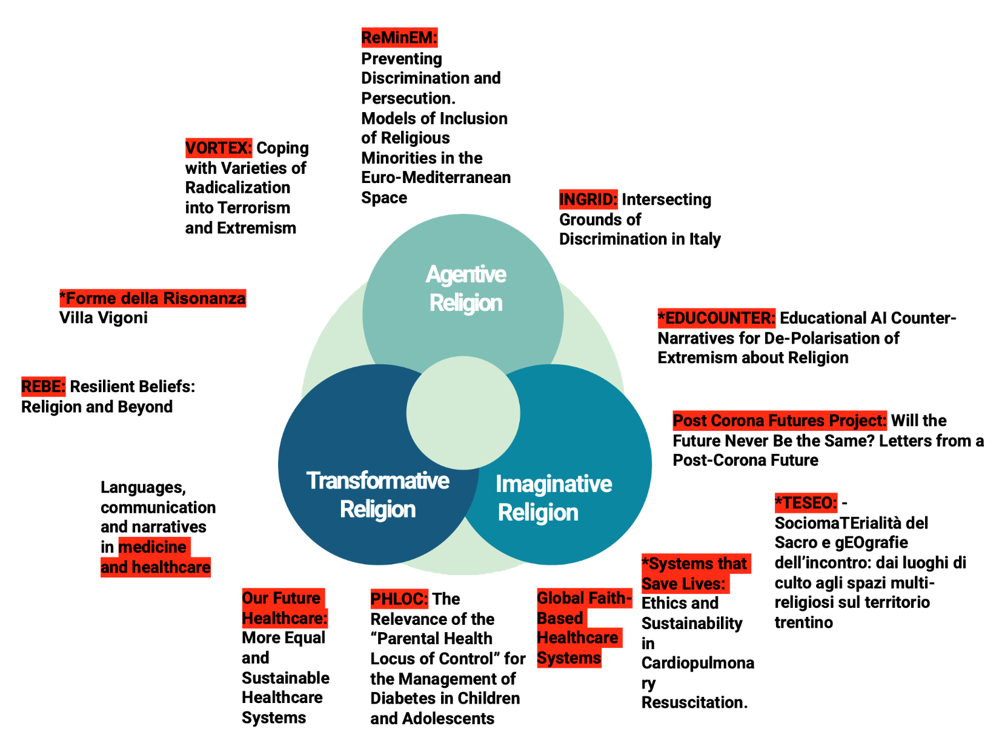 ReMinEM:
Preventing
Discrimination and
Persecution.
Models of Inclusion
of Religious
Minorities in the
Euro-Mediterranean
Space
VORTEX: Coping
with Varieties of
Radicalization
into Terrorism
and Extremism
INGRID: Intersecting
Grounds of
Discrimination in Italy
Agentive
Religion
*Forme della Risonanza
Villa Vigoni
*EDUCOUNTER: Educational AI Counter-
Narratives for De-Polarisation of
Extremism about Religion
REBE: Resilient Beliefs:
Religion and Beyond
Post Corona Futures Project: Will the
Future Never Be the Same? Letters from a
Post-Corona Future
Transformative
Religion
Imaginative
Religion
Languages,
communication
and narratives
in medicine
and healthcare
*TESEO: -
SociomaTErialità del
Sacro e gEOgrafie
dell’incontro: dai luoghi di
culto agli spazi multi-
religiosi sul territorio
trentino
Our Future
Healthcare:
More Equal
and
Sustainable
Healthcare
Systems
PHLOC: The
Relevance of the
“Parental Health
Locus of Control” for
the Management of
Diabetes in Children
and Adolescents
Global Faith-
Based
Healthcare
Systems
*Systems that
Save Lives:
Ethics and
Sustainability
in
Cardiopulmona
ry
Resuscitation.